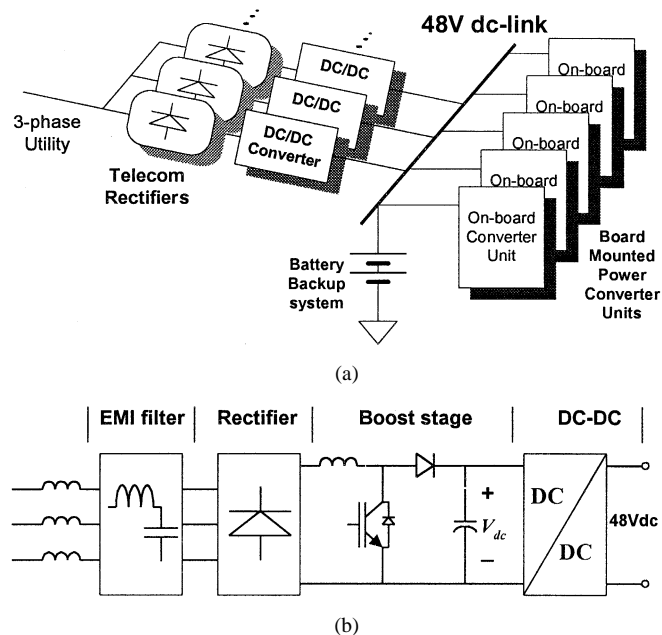 48V dc-link
DC/DC
DC/DC
DC/DC
Converter
3-phase
Utility
Telecom
Rectifiers
On-board
On-board
On-board
On-board
On-board
Converter
Unit
Battery
Backup
system
Board
Mounted
Power
Converter
Units
(a)
EMI filter
Rectifier
Boost stage
DC-DC
+
Vdc
−
DC
DC
48Vdc
(b)